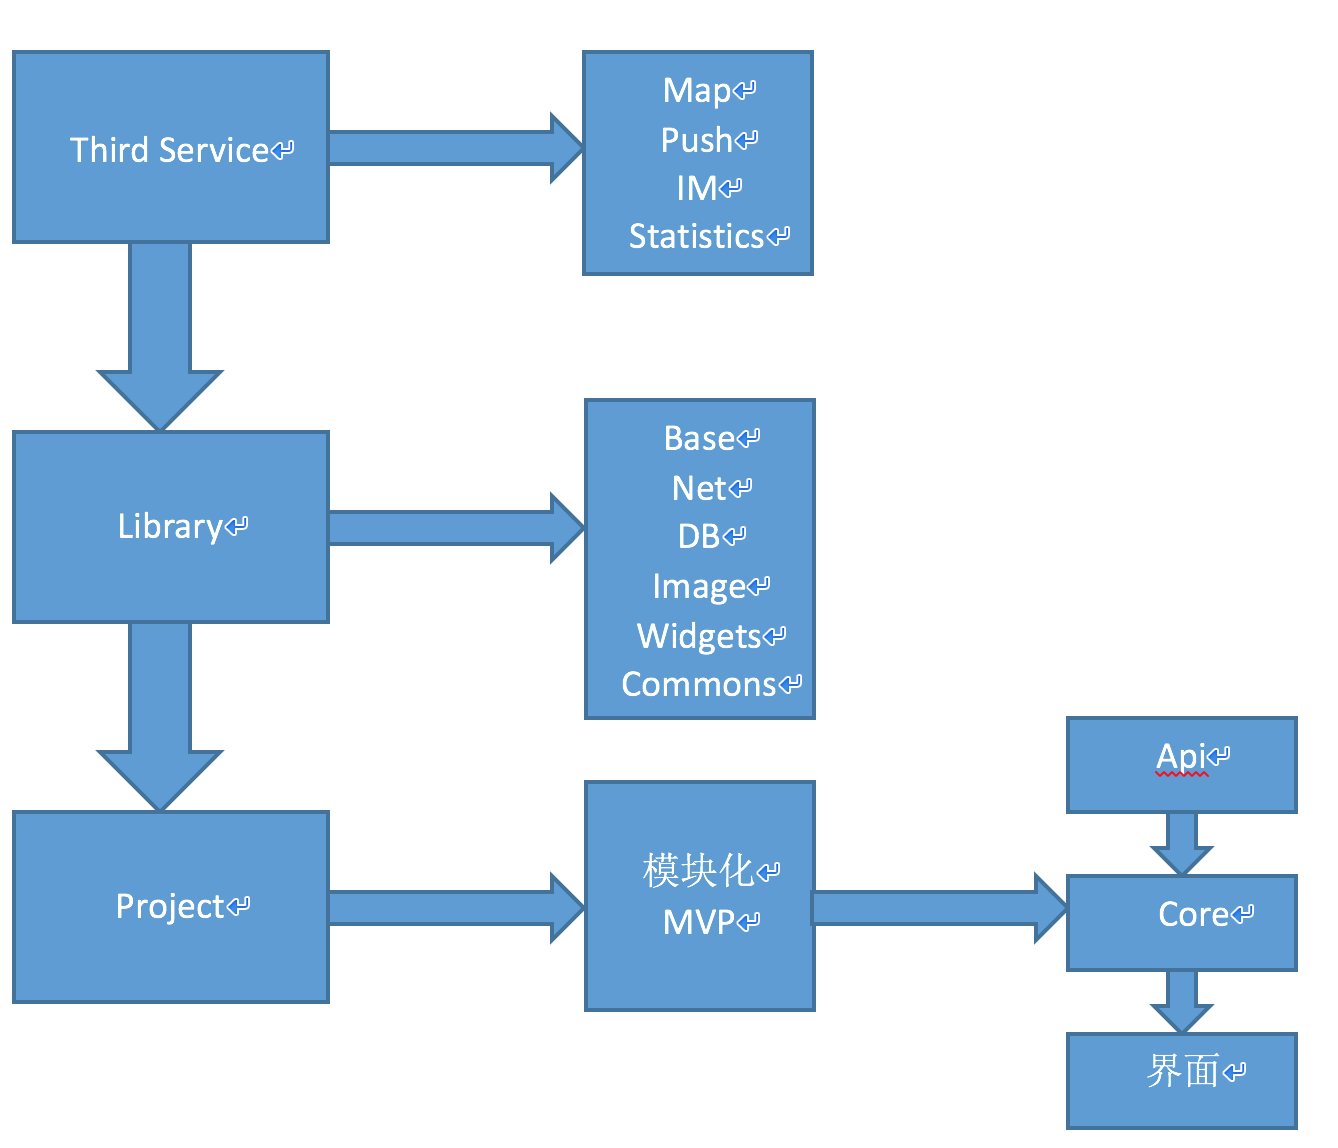 Third Service
Map
Push
IM
Statistics
Library
Base
Net
DB
Image
Widgets
Commons
Project
模块化
MVP
Api
Core
界面